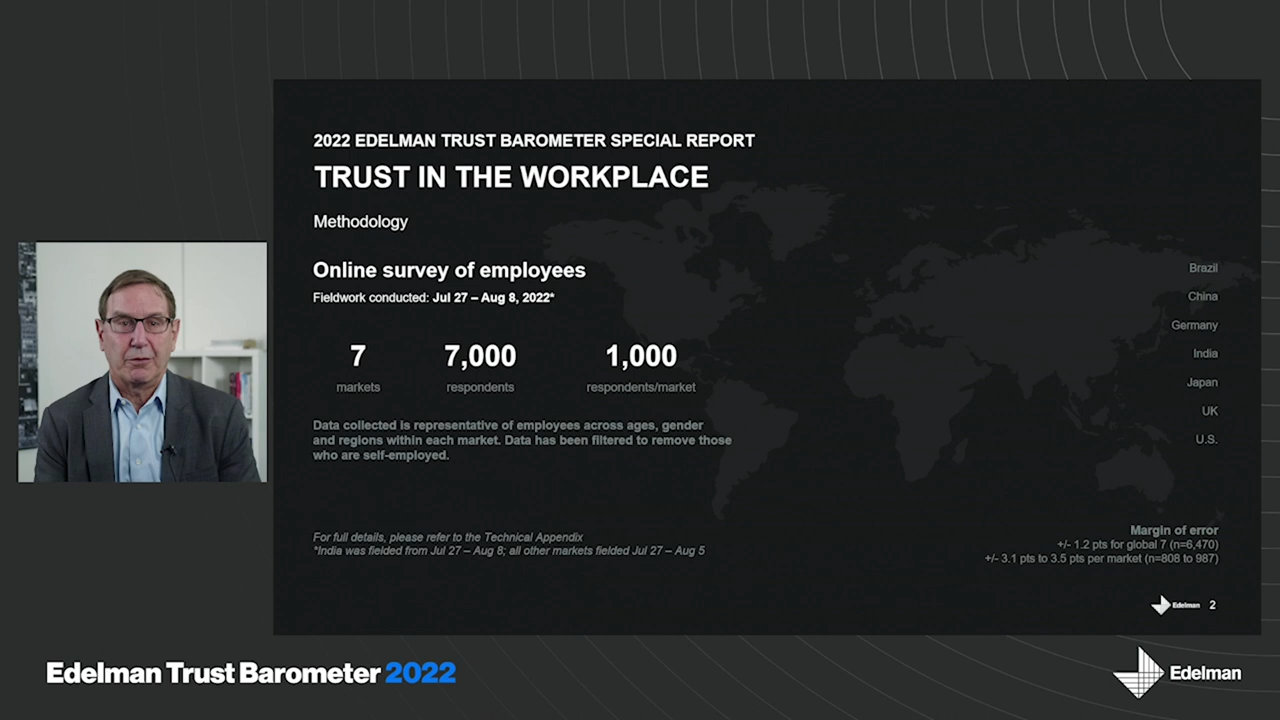 2022 EDELMAN TRUST BAROMETER SPECIAL REPORT
TRUST IN THE WORKPLACE
Methodology
Online survey of employees
Fieldwork conducted: Jul 27 – Aug 8, 2022*
7
markets
7,000
respondents
1,000
respondents/market
Data collected is representative of employees across ages, gender
and regions within each market. Data has been filtered to remove those
who are self-employed.
For full details, please refer to the Technical Appendix
*India was fielded from Jul 27 – Aug 8; all other markets fielded Jul 27 – Aug 5
Brazil
China
Germany
India
Japan
UK
U.S.
Margin of error
+/- 1.2 pts for global 7 (n=6,470)
+/- 3.1 pts to 3.5 pts per market (n=808 to 987)
Edelman 2
Edelman Trust Barometer 2022
Edelman